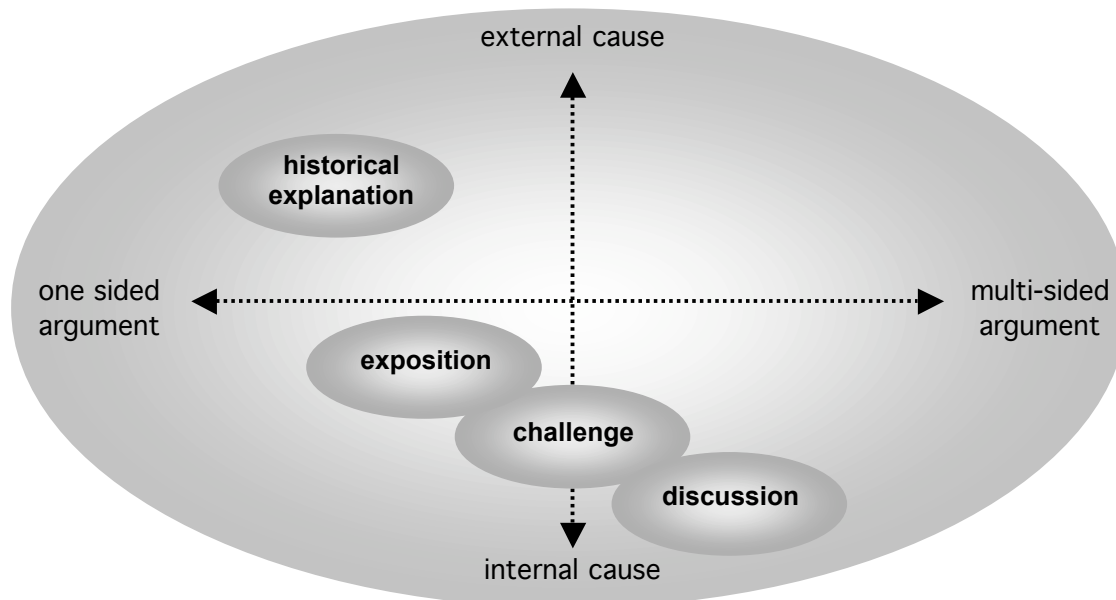 external cause
historical
explanation
one sided
argument
multi-sided
argument
exposition
challenge
discussion
internal cause